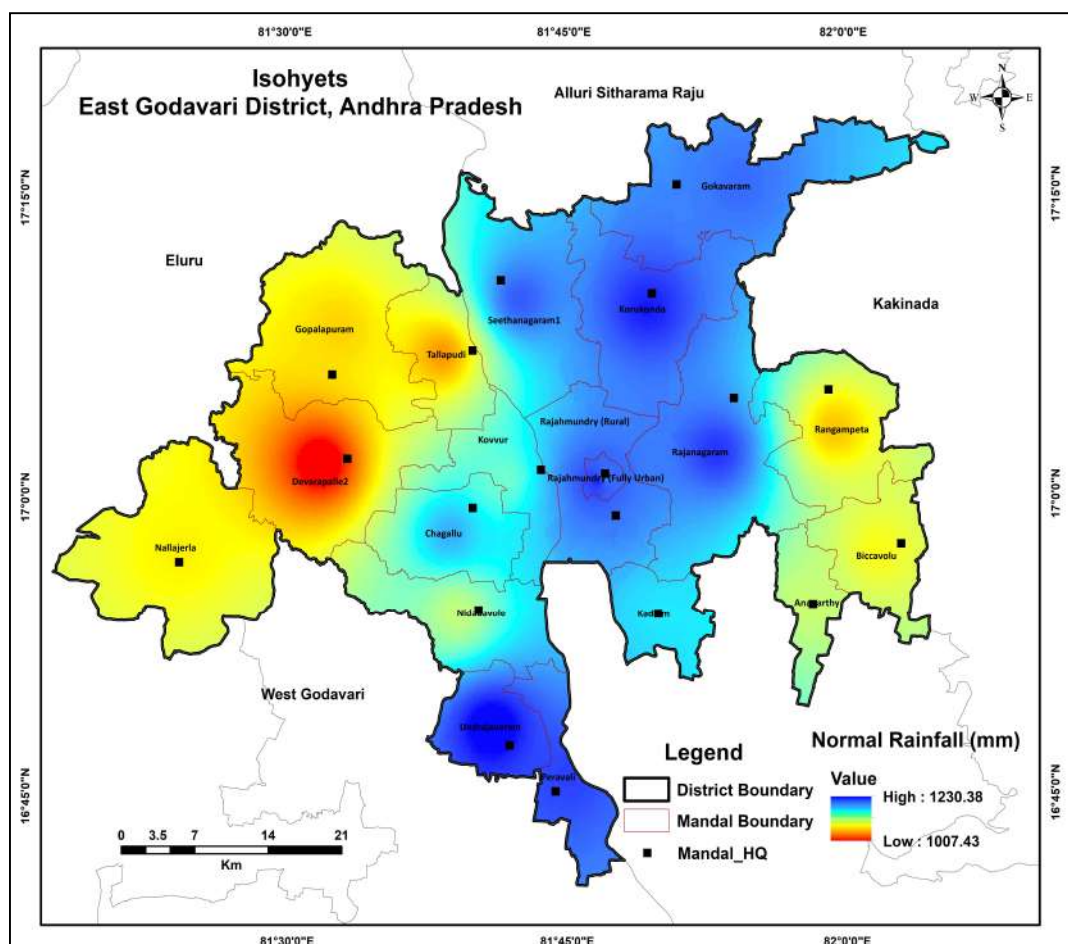 81°30'0"E
81°45'0"E
82°0'0"E
Isohyets
East Godavari District, Andhra Pradesh
Alluri Sitharama Raju
N
W
E
S
17°15'0"N
17°15'0"N
Gokavaram
Eluru
Kakinada
Korukonda
Seethanagaram1
Gopalapuram
Tallapudi
Rajahmundry (Rural)
Rangampeta
Kovvur
Rajanagaram
17°0'0"N
17°0'0"N
Devarapalle2
Rajahmundry (Fully Urban)
Chagallu
Nallajerla
Biccavolu
Anaparthy
Nidadavole
Kadiam
West Godavari
Undrajavaram
Peravali
16°45'0"N
16°45'0"N
Legend
District Boundary
Mandal Boundary
Mandal_HQ
Normal Rainfall (mm)
Value
High : 1230.38
Low : 1007.43
0 3.5 7 14 21
Km
81°30'0"E
81°45'0"E
82°0'0"E